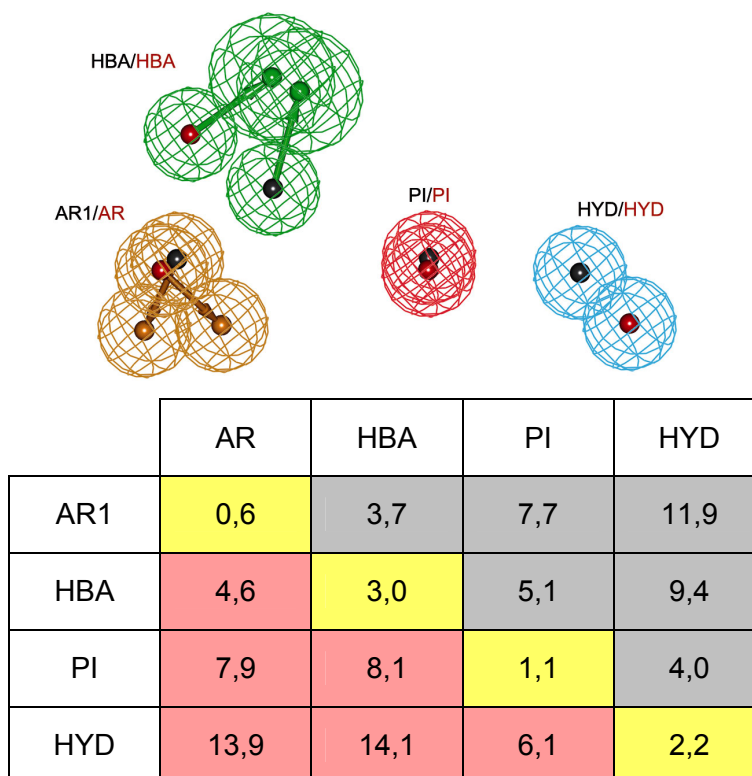 HBA/HBA
AR1/AR
PI/PI
HYD/HYD
AR HBA PI HYD
AR1 0,6 3,7 7,7 11,9
HBA 4,6 3,0 5,1 9,4
PI 7,9 8,1 1,1 4,0
HYD 13,9 14,1 6,1 2,2